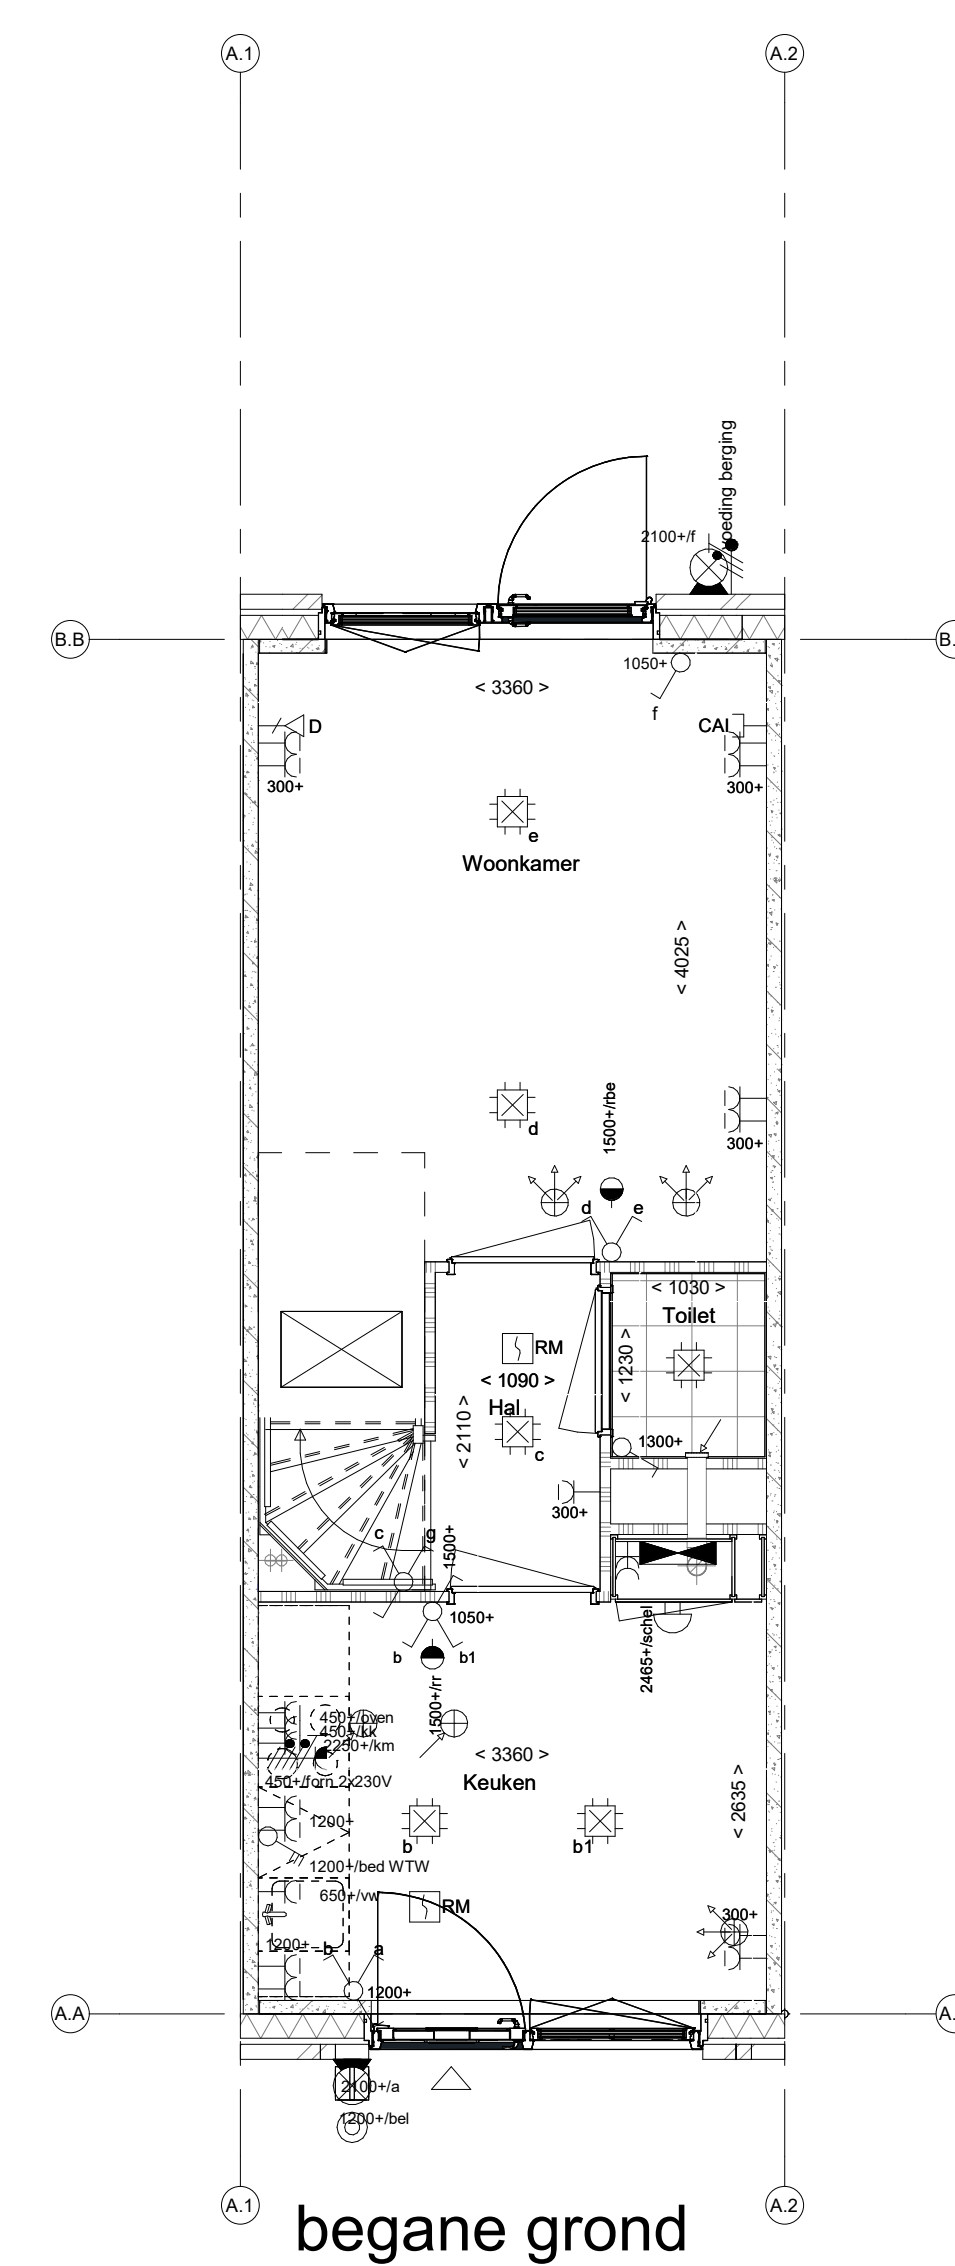 A.1
A.2
voeding berging
2100+/f
B.B
B.
1050+
< 3360 >
f
D
CAI
300+
300+
e
Woonkamer
< 4025 >
d
1500+/rbe
300+
d
e
< 1030 >
Toilet
RM
< 1230 >
< 1090 >
Hal
< 2110 >
c
1300+
300+
c
g
1500+
1050+
b
b1
2465+/schel
1500+/rr
450+/oven
450+/kk
2250+/km
< 3360 >
450+/forn 2x230V
Keuken
< 2635 >
1200+
b
b1
1200+/bed WTW
650+/vw
RM
300+
1200+
b
a
1200+
A.A
A.
2100+/a
1200+/bel
A.1
A.2
begane grond